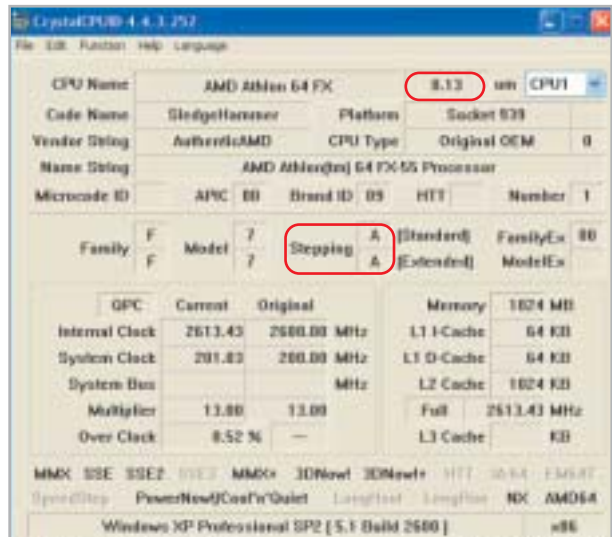 CrystalCPUID 4.4.3.252
File Edit Function Help Language
CPU Name AMD Athlon 64 FX 0.13 um CPU1
Code Name SledgeHammer Platform Socket 939
Vendor String AuthenticAMD CPU Type Original OEM 0
Name String AMD Athlon(tm) 64 FX-55 Processor
Microcode ID APIC 00 Brand ID 09 HTT Number 1
Family F Model 7 Stepping A (Standard) FamilyEx 00
F 7 A (Extended) ModelEx
GPC Current Original Memory 1024 MB
Internal Clock 2613.43 2600.00 MHz L1 I-Cache 64 KB
System Clock 201.03 200.00 MHz L1 D-Cache 64 KB
System Bus MHz L2 Cache 1024 KB
Multiplier 13.00 13.00 Full 2613.43 MHz
Over Clock 0.52 % --- L3 Cache KB
MMX SSE SSE2 SSE3 MMX+ 3DNow! 3DNow!+ HTT IA64 EM64T
SpeedStep PowerNow!/Cool'n'Quiet LongHaul LongRun NX AMD64
Windows XP Professional SP2 [ 5.1 Build 2600 ] x86